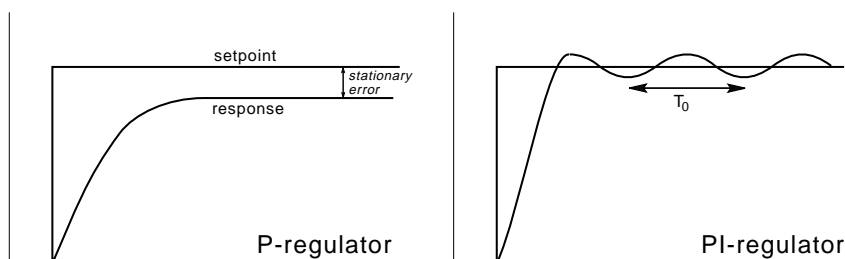 setpoint
stationary
error
response
P-regulator
T0
PI-regulator